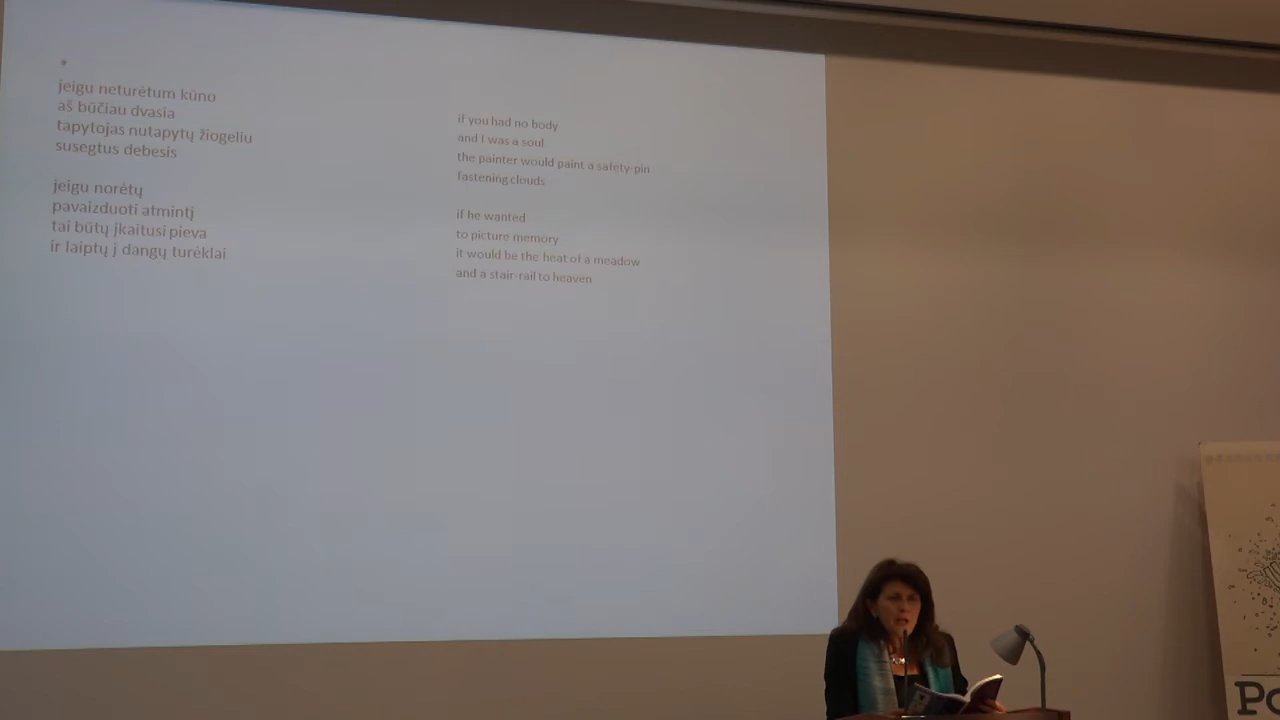 *
jeigu neturėtum kūno
aš būčiau dvasia
tapytojas nutapytų žiogeliu
susegtus debesis
jeigu norėtų
pavaizduoti atmintį
tai būtų įkaitusi pieva
ir laiptų į dangų turėklai
if you had no body
and I was a soul
the painter would paint a safety-pin
fastening clouds
if he wanted
to picture memory
it would be the heat of a meadow
and a stair-rail to heaven
Po